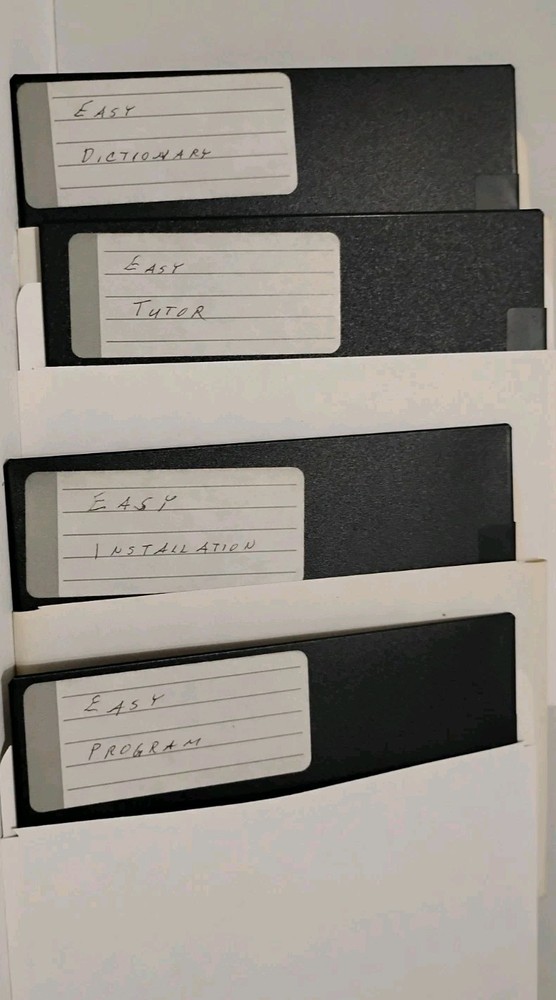 EASY
DICTIONARY
EASY
TUTOR
EASY
INSTALLATION
EASY
PROGRAM